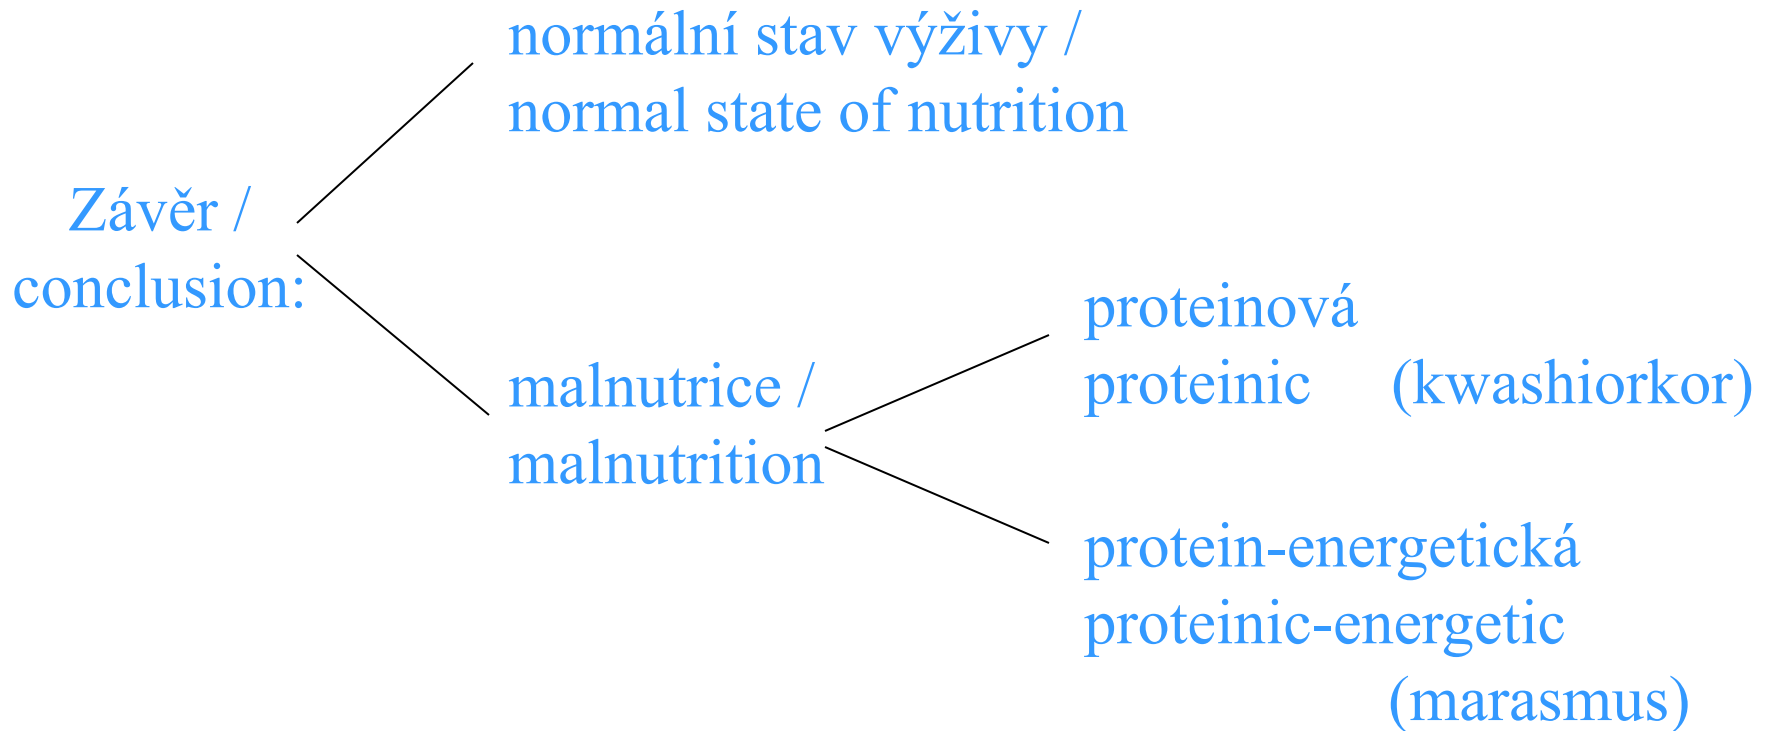 normální stav výživy /
normal state of nutrition
Závěr /
conclusion:
malnutrice /
malnutrition
proteinová
proteinic (kwashiorkor)
protein-energetická
proteinic-energetic
(marasmus)